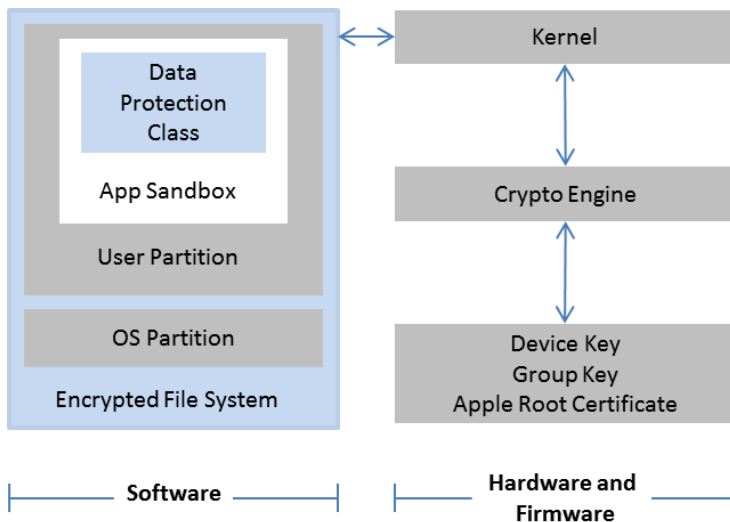 Data
Protection
Class
App Sandbox
User Partition
OS Partition
Encrypted File System
Kernel
Crypto Engine
Device Key
Group Key
Apple Root Certificate
Software
Hardware and
Firmware